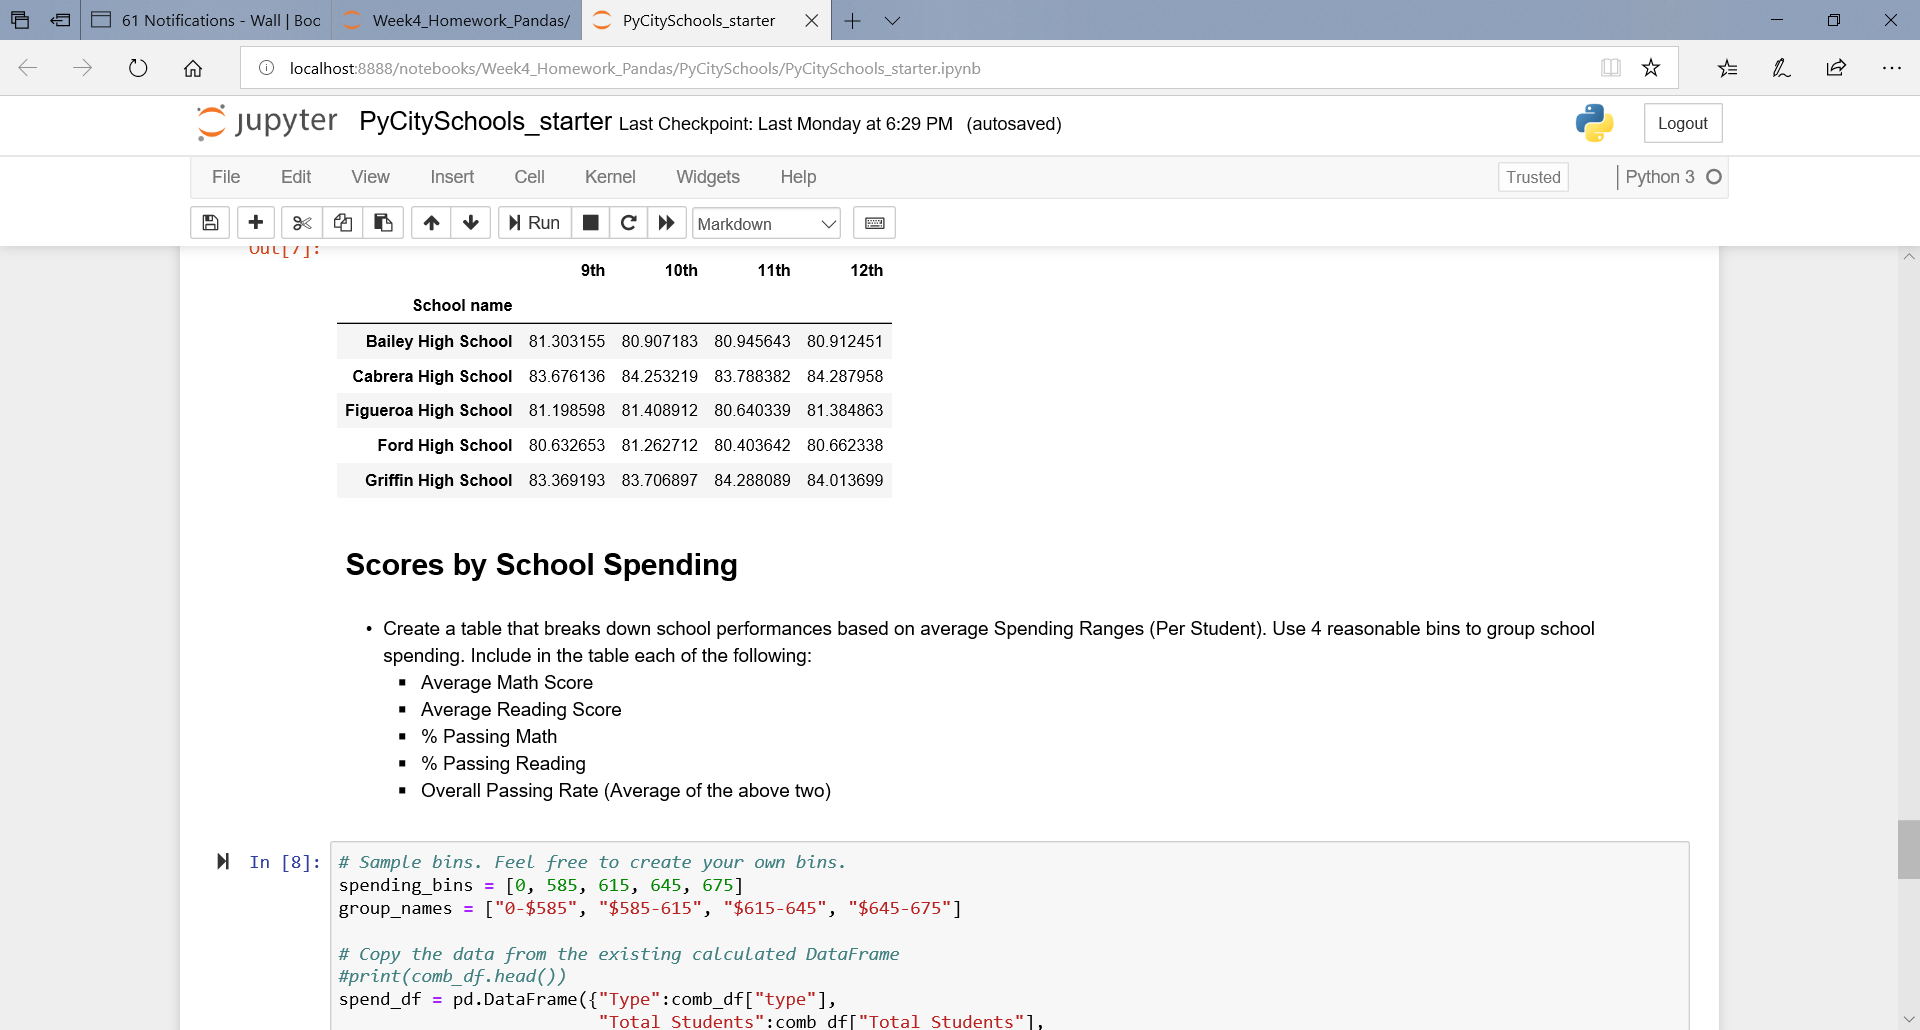 61 Notifications - Wall | Boc
Week4_Homework_Pandas/
PyCitySchools_starter
localhost:8888/notebooks/Week4_Homework_Pandas/PyCitySchools/PyCitySchools_starter.ipynb
jupyter PyCitySchools_starter Last Checkpoint: Last Monday at 6:29 PM (autosaved)
Logout
File Edit View Insert Cell Kernel Widgets Help
Trusted
Python 3
Run
Markdown
Out[7]:
9th 10th 11th 12th
School name
Bailey High School 81.303155 80.907183 80.945643 80.912451
Cabrera High School 83.676136 84.253219 83.788382 84.287958
Figueroa High School 81.198598 81.408912 80.640339 81.384863
Ford High School 80.632653 81.262712 80.403642 80.662338
Griffin High School 83.369193 83.706897 84.288089 84.013699
Scores by School Spending
• Create a table that breaks down school performances based on average Spending Ranges (Per Student). Use 4 reasonable bins to group school
spending. Include in the table each of the following:
▪ Average Math Score
▪ Average Reading Score
▪ % Passing Math
▪ % Passing Reading
▪ Overall Passing Rate (Average of the above two)
In [8]: # Sample bins. Feel free to create your own bins.
spending_bins = [0, 585, 615, 645, 675]
group_names = ["0-$585", "$585-615", "$615-645", "$645-675"]
# Copy the data from the existing calculated DataFrame
#print(comb_df.head())
spend_df = pd.DataFrame({"Type":comb_df["type"],
"Total Students":comb_df["Total Students"],